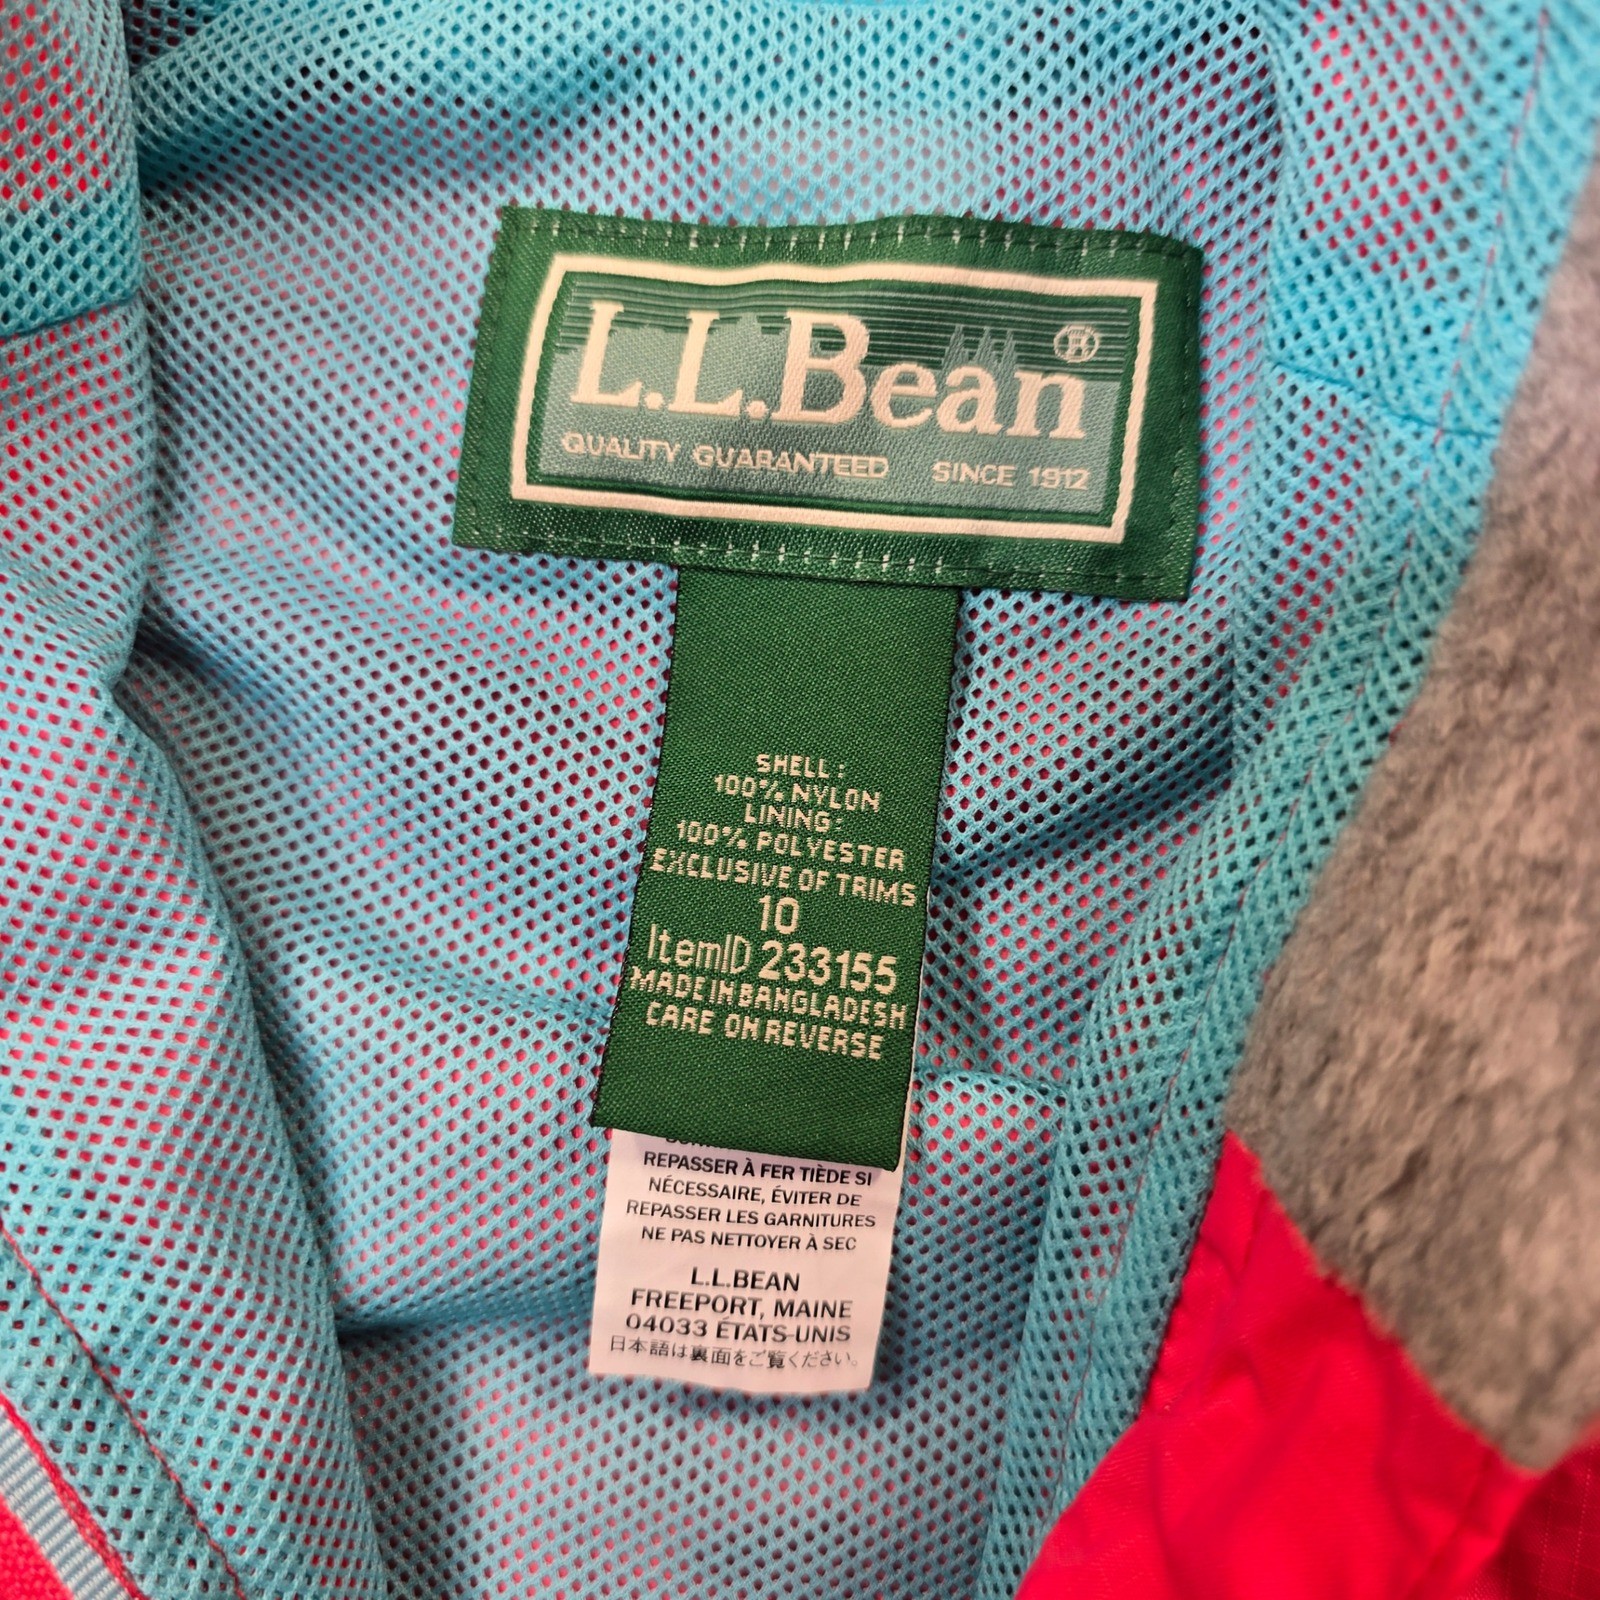 L.L.Bean®
QUALITY GUARANTEED SINCE 1912
SHELL:
100% NYLON
LINING:
100% POLYESTER
EXCLUSIVE OF TRIMS
10
ItemID 233155
MADE IN BANGLADESH
CARE ON REVERSE
REPASSER À FER TIÈDE SI
NÉCESSAIRE, ÉVITER DE
REPASSER LES GARNITURES
NE PAS NETTOYER À SEC
L.L.BEAN
FREEPORT, MAINE
04033 ÉTATS-UNIS
日本語は裏面をご覧ください。